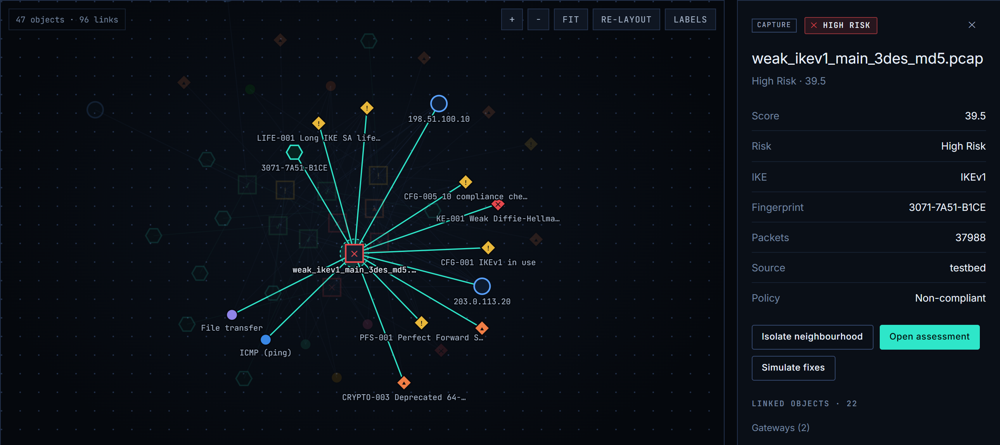 47 objects · 96 links
+
-
FIT
RE-LAYOUT
LABELS
198.51.100.10
LIFE-001 Long IKE SA life…
3071-7A51-B1CE
CFG-005 10 compliance che…
KE-001 Weak Diffie-Hellma…
CFG-001 IKEv1 in use
weak_ikev1_main_3des_md5.…
203.0.113.20
File transfer
PFS-001 Perfect Forward S…
ICMP (ping)
CRYPTO-003 Deprecated 64-…
CAPTURE
HIGH RISK
weak_ikev1_main_3des_md5.pcap
High Risk · 39.5
Score 39.5
Risk High Risk
IKE IKEv1
Fingerprint 3071-7A51-B1CE
Packets 37988
Source testbed
Policy Non-compliant
Isolate neighbourhood
Open assessment
Simulate fixes
LINKED OBJECTS · 22
Gateways (2)